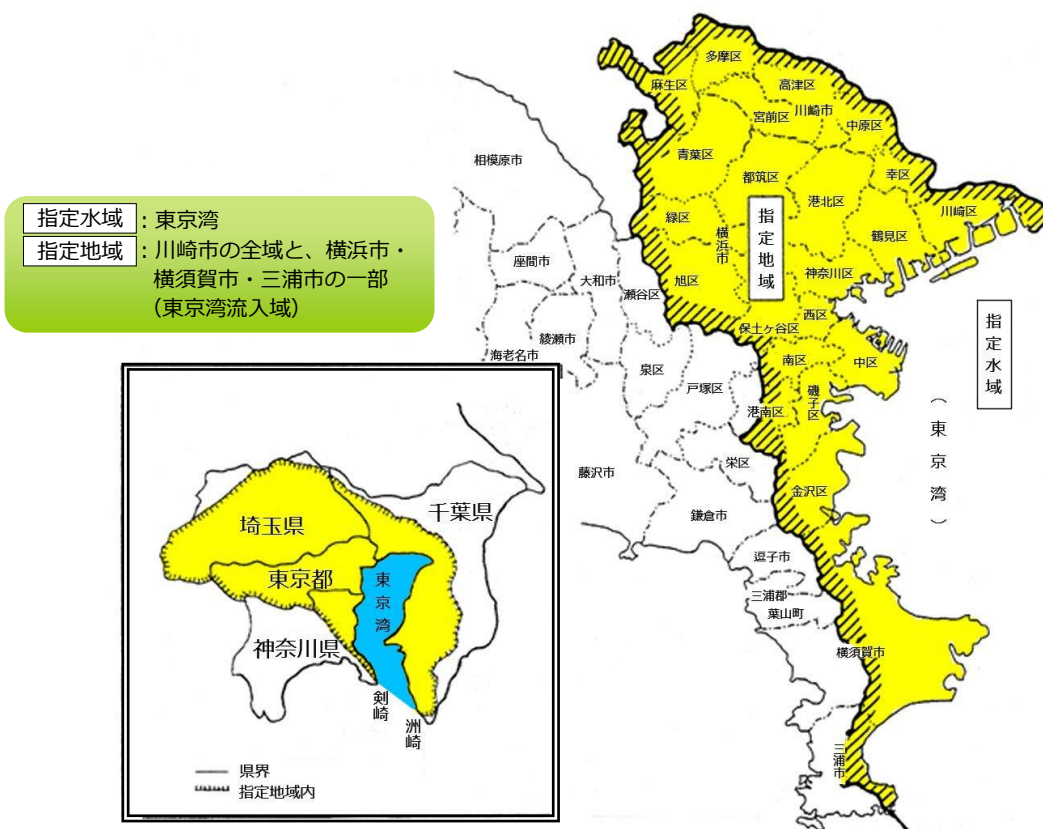 指定水域：東京湾
指定地域：川崎市の全域と、横浜市・
横須賀市・三浦市の一部
（東京湾流入域）
多摩区
麻生区
高津区
川崎市
宮前区
中原区
青葉区
相模原市
都筑区
幸区
港北区
川崎区
緑区
指定地域
横浜市
鶴見区
座間市
大和市
瀬谷区
旭区
神奈川区
西区
指定水域
保土ヶ谷区
綾瀬市
海老名市
泉区
南区
中区
戸塚区
磯子区
港南区
（東京湾）
栄区
藤沢市
金沢区
鎌倉市
逗子市
三浦郡
葉山町
横須賀市
三浦市
千葉県
埼玉県
東京都
東京湾
神奈川県
剣崎
洲崎
県界
指定地域内